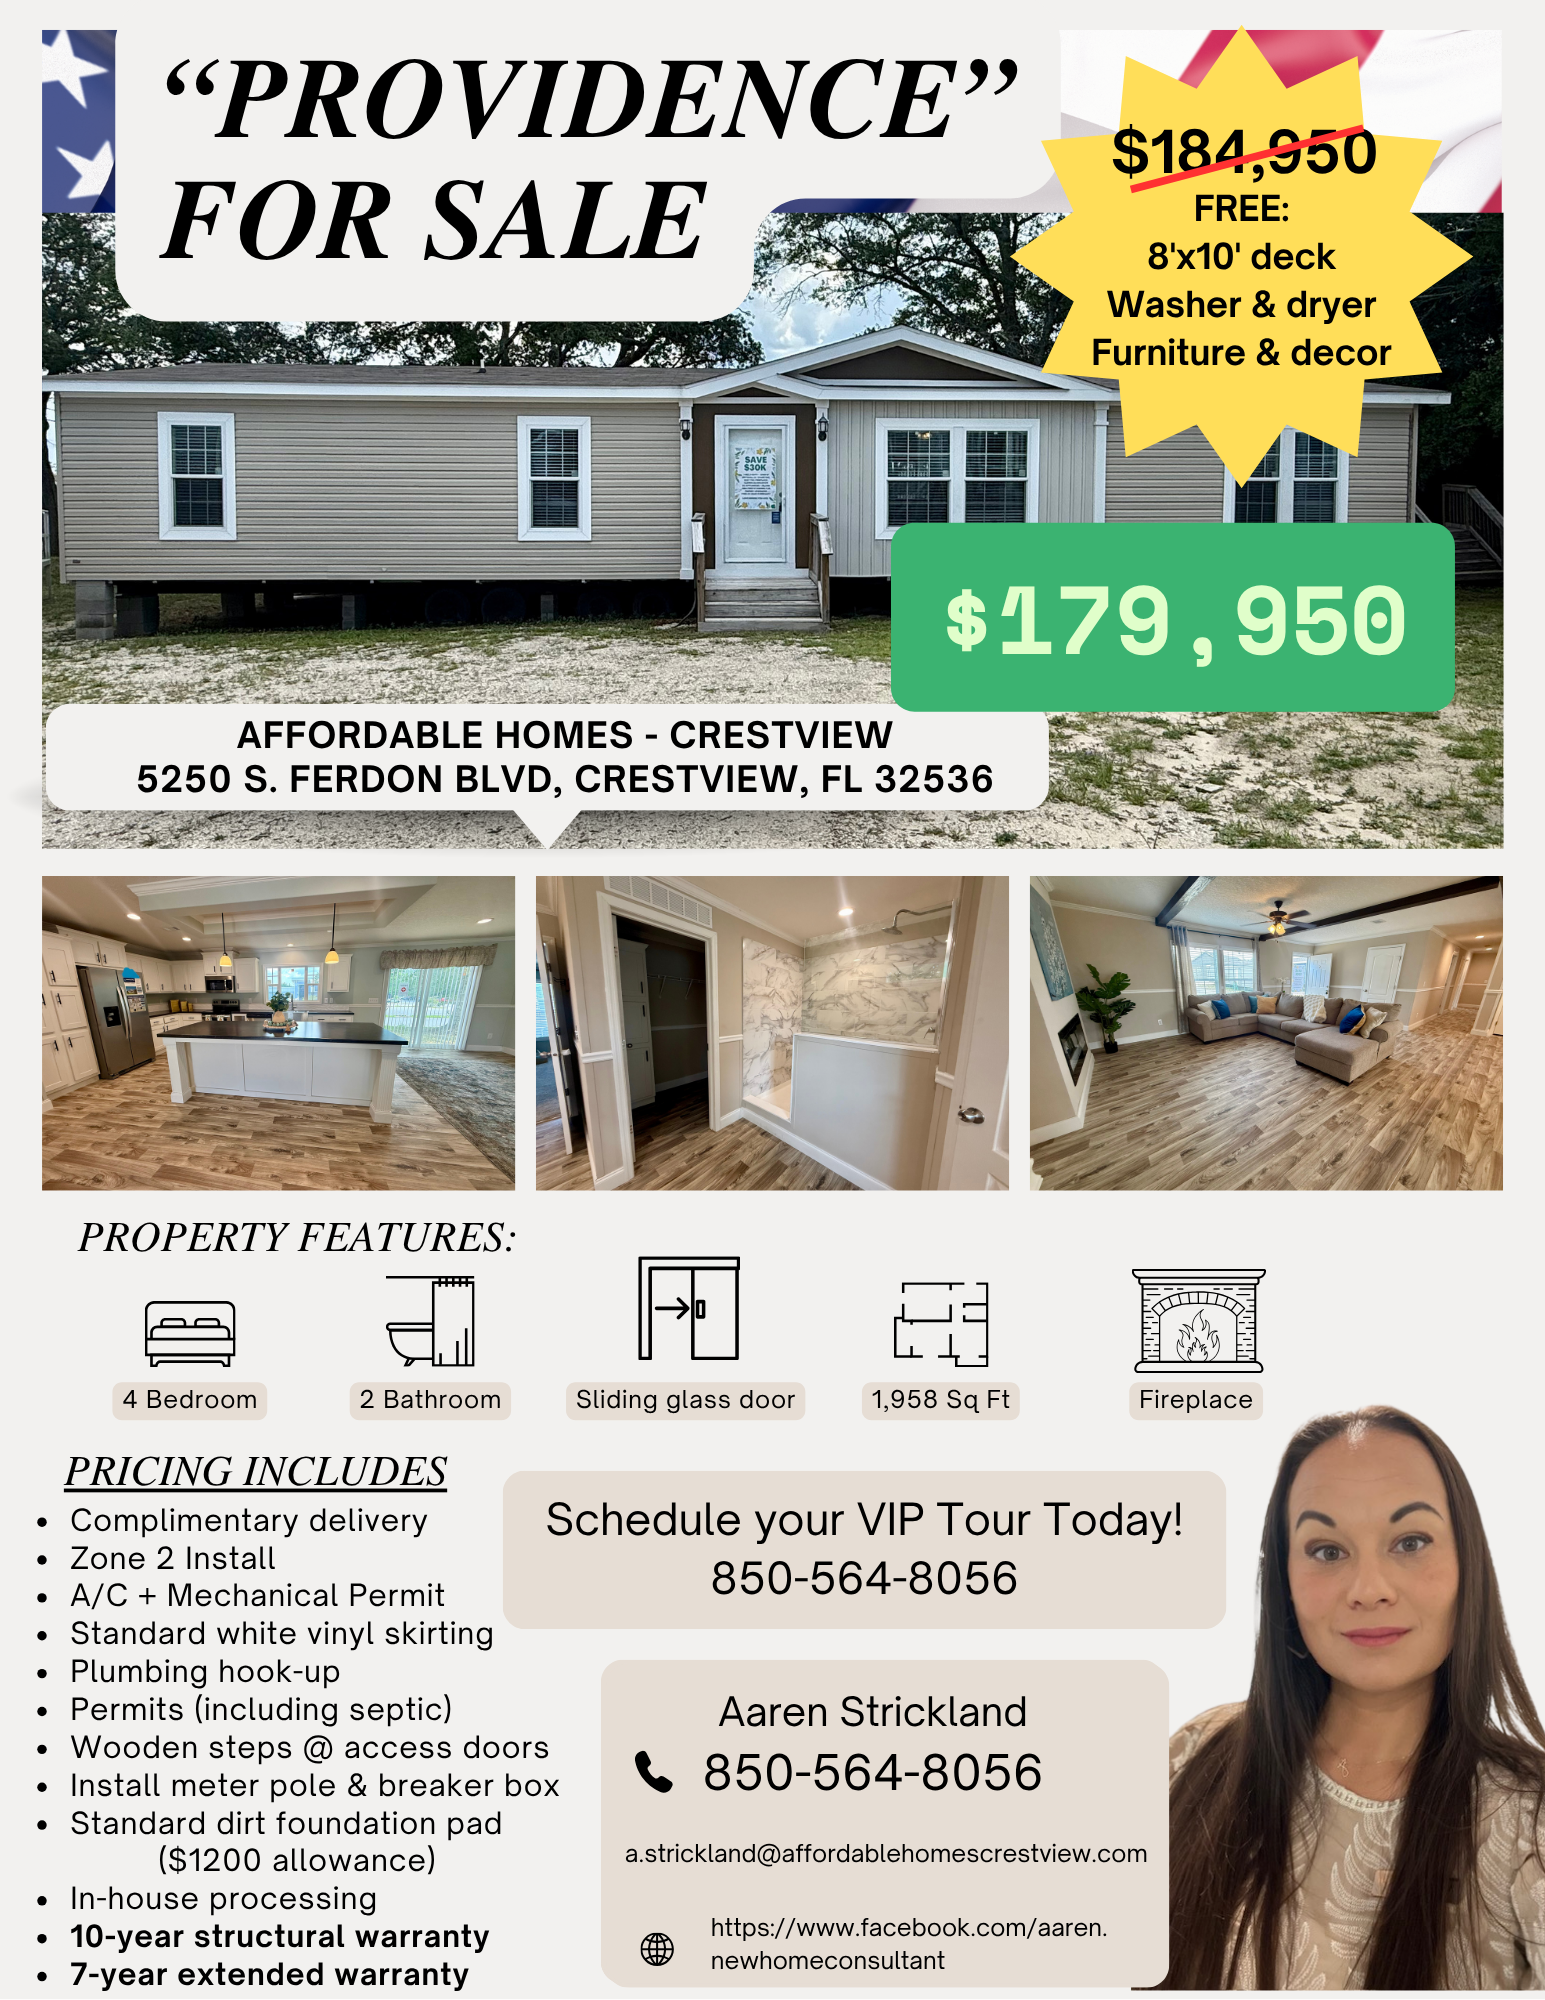 “PROVIDENCE”
FOR SALE
$184,950
FREE:
8'x10' deck
Washer & dryer
Furniture & decor
SAVE
$30K
$179,950
AFFORDABLE HOMES - CRESTVIEW
5250 S. FERDON BLVD, CRESTVIEW, FL 32536
PROPERTY FEATURES:
4 Bedroom
2 Bathroom
Sliding glass door
1,958 Sq Ft
Fireplace
PRICING INCLUDES
• Complimentary delivery
• Zone 2 Install
• A/C + Mechanical Permit
• Standard white vinyl skirting
• Plumbing hook-up
• Permits (including septic)
• Wooden steps @ access doors
• Install meter pole & breaker box
• Standard dirt foundation pad
($1200 allowance)
• In-house processing
• 10-year structural warranty
• 7-year extended warranty
Schedule your VIP Tour Today!
850-564-8056
Aaren Strickland
850-564-8056
a.strickland@affordablehomescrestview.com
https://www.facebook.com/aaren.
newhomeconsultant